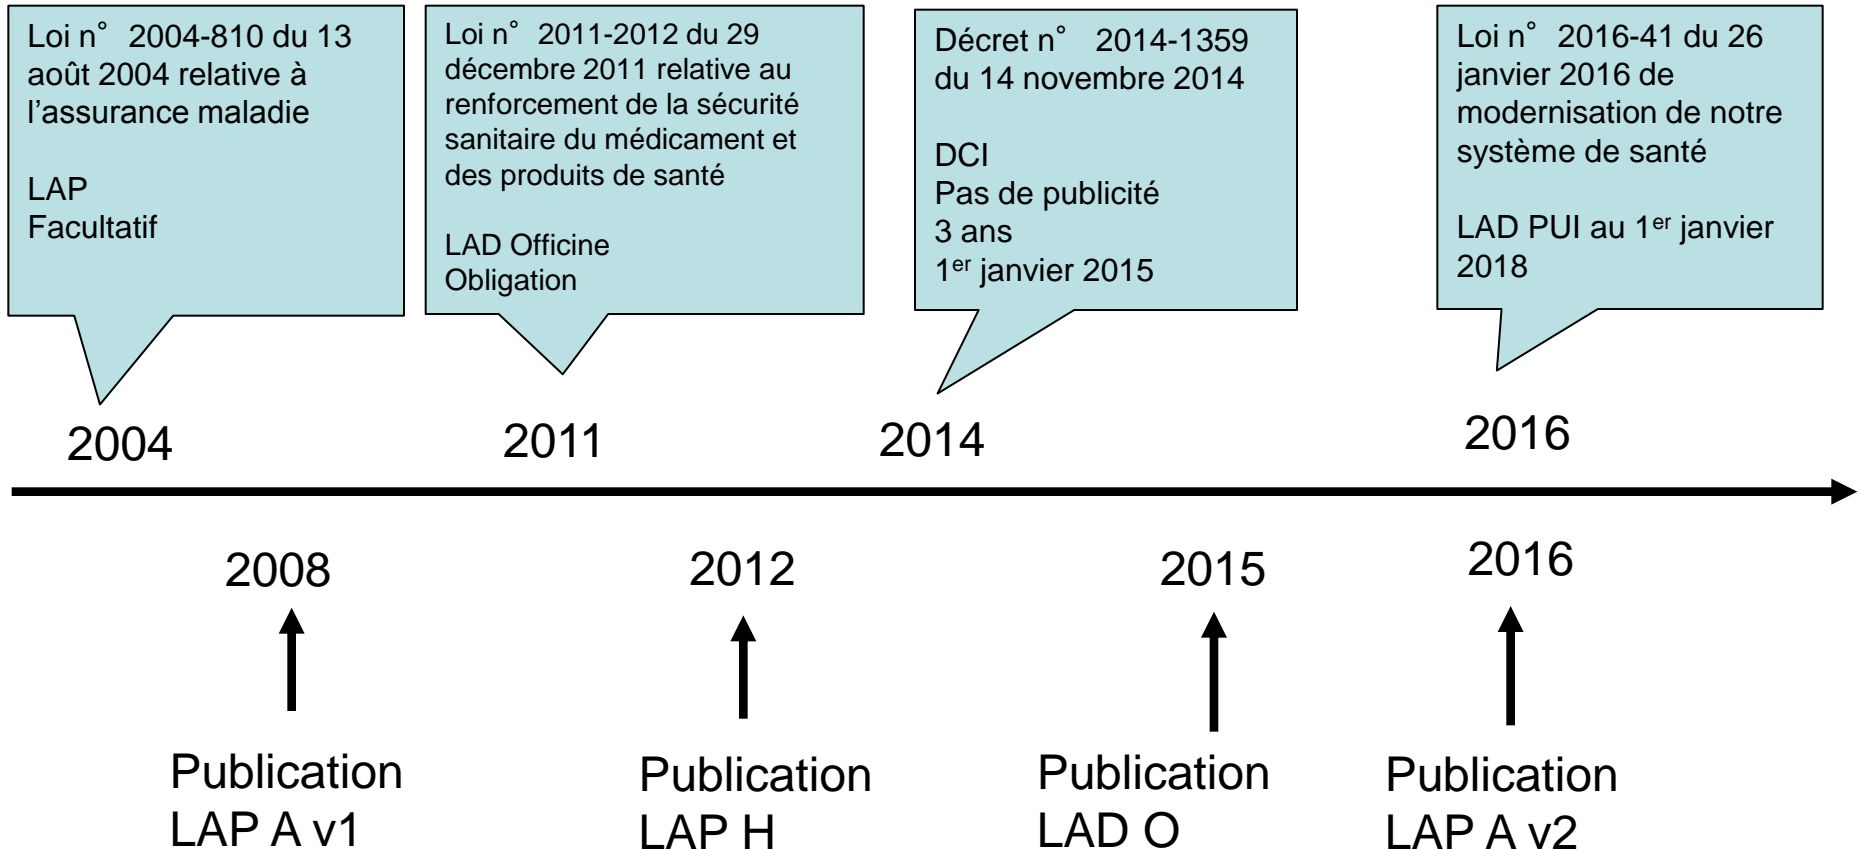 Loi n° 2004-810 du 13
août 2004 relative à
l’assurance maladie
LAP
Facultatif
Loi n° 2011-2012 du 29
décembre 2011 relative au
renforcement de la sécurité
sanitaire du médicament et
des produits de santé
LAD Officine
Obligation
Décret n° 2014-1359
du 14 novembre 2014
DCI
Pas de publicité
3 ans
1er janvier 2015
Loi n° 2016-41 du 26
janvier 2016 de
modernisation de notre
système de santé
LAD PUI au 1er janvier
2018
2004
2011
2014
2016
2008
2012
2015
2016
Publication
LAP A v1
Publication
LAP H
Publication
LAD O
Publication
LAP A v2